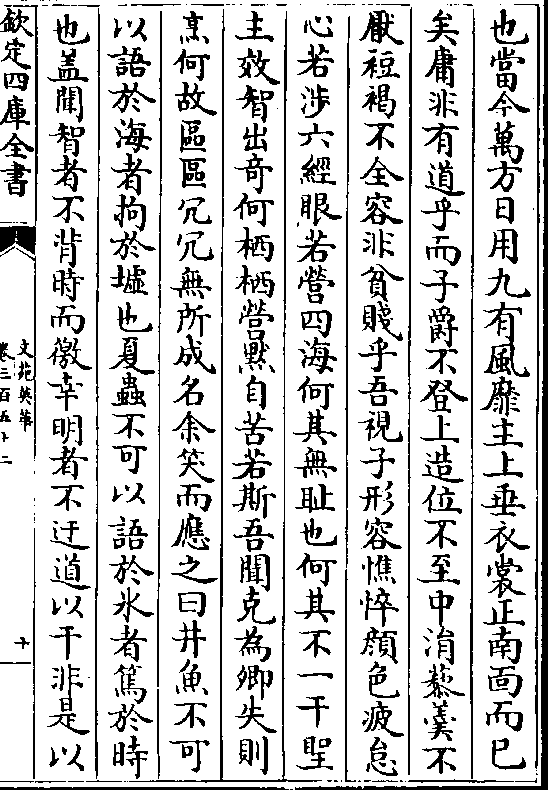 也當今萬方日用九有風靡主上垂衣裳正南面而已
矣庸非有道乎而子爵不登上造位不至中涓藜羮不
厭裋褐不全容非貧賤乎吾視子形容憔悴顔色疲怠
心若渉六經眼若營四海何其無恥也何其不一干聖
主效智出竒何栖栖營黙自苦若斯吾聞克為卿失則
烹何故區區冗冗無所成名余笑而應之曰井魚不可
以語於海者拘於墟也夏蟲不可以語於氷者篤於時
也盖聞智者不背時而徼幸明者不迂道以干非是以
欽定四庫全書
文苑英華
卷三百五十二
十